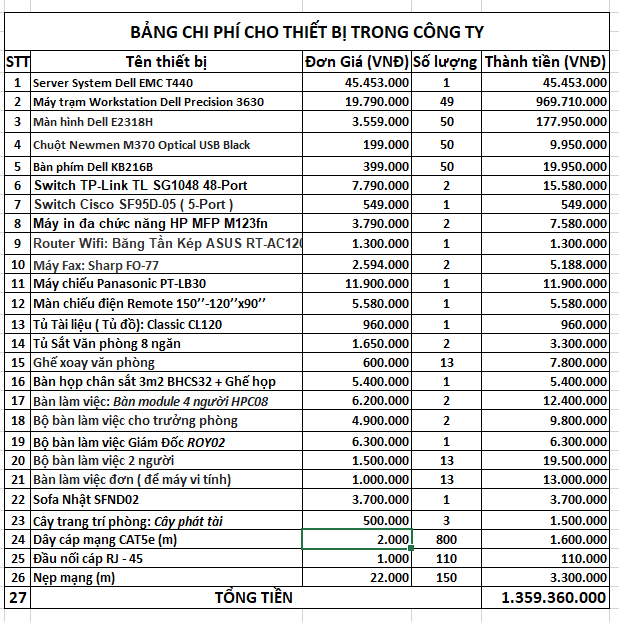 BẢNG CHI PHÍ CHO THIẾT BỊ TRONG CÔNG TY
STT Tên thiết bị Đơn Giá (VNĐ) Số lượng Thành tiền (VNĐ)
1 Server System Dell EMC T440 45.453.000 1 45.453.000
2 Máy trạm Workstation Dell Precision 3630 19.790.000 49 969.710.000
3 Màn hình Dell E2318H 3.559.000 50 177.950.000
4 Chuột Newmen M370 Optical USB Black 199.000 50 9.950.000
5 Bàn phím Dell KB216B 399.000 50 19.950.000
6 Switch TP-Link TL SG1048 48-Port 7.790.000 2 15.580.000
7 Switch Cisco SF95D-05 ( 5-Port ) 549.000 1 549.000
8 Máy in đa chức năng HP MFP M123fn 3.790.000 2 7.580.000
9 Router Wifi: Băng Tần Kép ASUS RT-AC120 1.300.000 1 1.300.000
10 Máy Fax: Sharp FO-77 2.594.000 2 5.188.000
11 Máy chiếu Panasonic PT-LB30 11.900.000 1 11.900.000
12 Màn chiếu điện Remote 150’’-120’’x90’’ 5.580.000 1 5.580.000
13 Tủ Tài liệu ( Tủ đồ): Classic CL120 960.000 1 960.000
14 Tủ Sắt Văn phòng 8 ngăn 1.650.000 2 3.300.000
15 Ghế xoay văn phòng 600.000 13 7.800.000
16 Bàn họp chân sắt 3m2 BHCS32 + Ghế họp 5.400.000 1 5.400.000
17 Bàn làm việc: Bàn module 4 người HPC08 6.200.000 2 12.400.000
18 Bộ bàn làm việc cho trưởng phòng 4.900.000 2 9.800.000
19 Bộ bàn làm việc Giám Đốc ROY02 6.300.000 1 6.300.000
20 Bộ bàn làm việc 2 người 1.500.000 13 19.500.000
21 Bàn làm việc đơn ( để máy vi tính) 1.000.000 13 13.000.000
22 Sofa Nhật SFND02 3.700.000 1 3.700.000
23 Cây trang trí phòng: Cây phát tài 500.000 3 1.500.000
24 Dây cáp mạng CAT5e (m) 2.000 800 1.600.000
25 Đầu nối cáp RJ - 45 1.000 110 110.000
26 Nẹp mạng (m) 22.000 150 3.300.000
27 TỔNG TIỀN 1.359.360.000